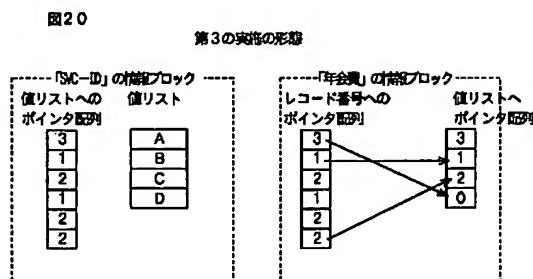 図20
第3の実施の形態
「SVC-ID」の情報ブロック
値リストへの
ポインタ配列
値リスト
3
1
2
1
2
2
A
B
C
D
「年会費」の情報ブロック
レコード番号への
ポインタ配列
値リストへ
ポインタ配列
3
1
2
1
2
2
3
1
2
0